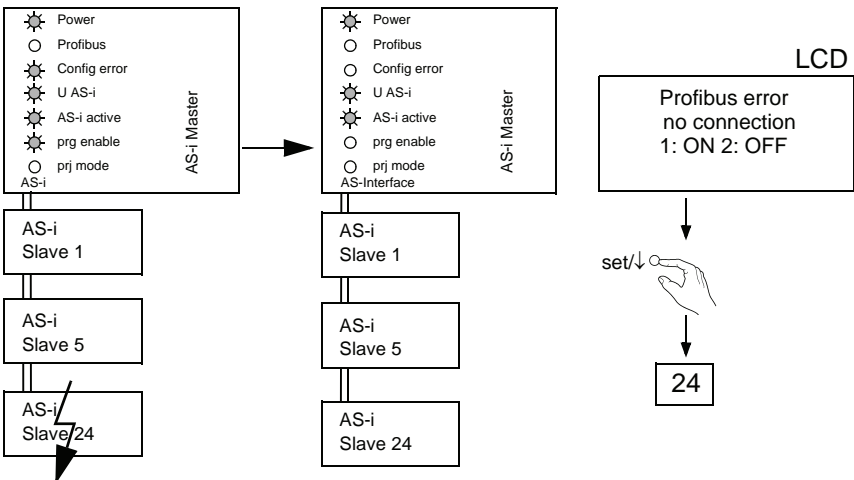 Power
Profibus
Config error
U AS-i
AS-i active
prg enable
prj mode
AS-i
AS-i Master
AS-i
Slave 1
AS-i
Slave 5
AS-i
Slave 24
Power
Profibus
Config error
U AS-i
AS-i active
prg enable
prj mode
AS-Interface
AS-i Master
AS-i
Slave 1
AS-i
Slave 5
AS-i
Slave 24
LCD
Profibus error
no connection
1: ON 2: OFF
set/↓
24